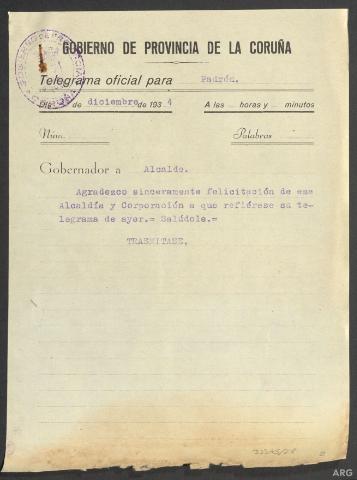 GOBIERNO DE PROVINCIA DE LA CORUÑA
Telegrama oficial para Padrón.
Día de diciembre de 1934 A las horas y minutos
Núm. Palabras
Gobernador a Alcalde.
Agradezco sinceramente felicitación de esa
Alcaldía y Corporación a que refiérese su te-
legrama de ayer.= Salúdole.=
TRASMITASE,
ARG